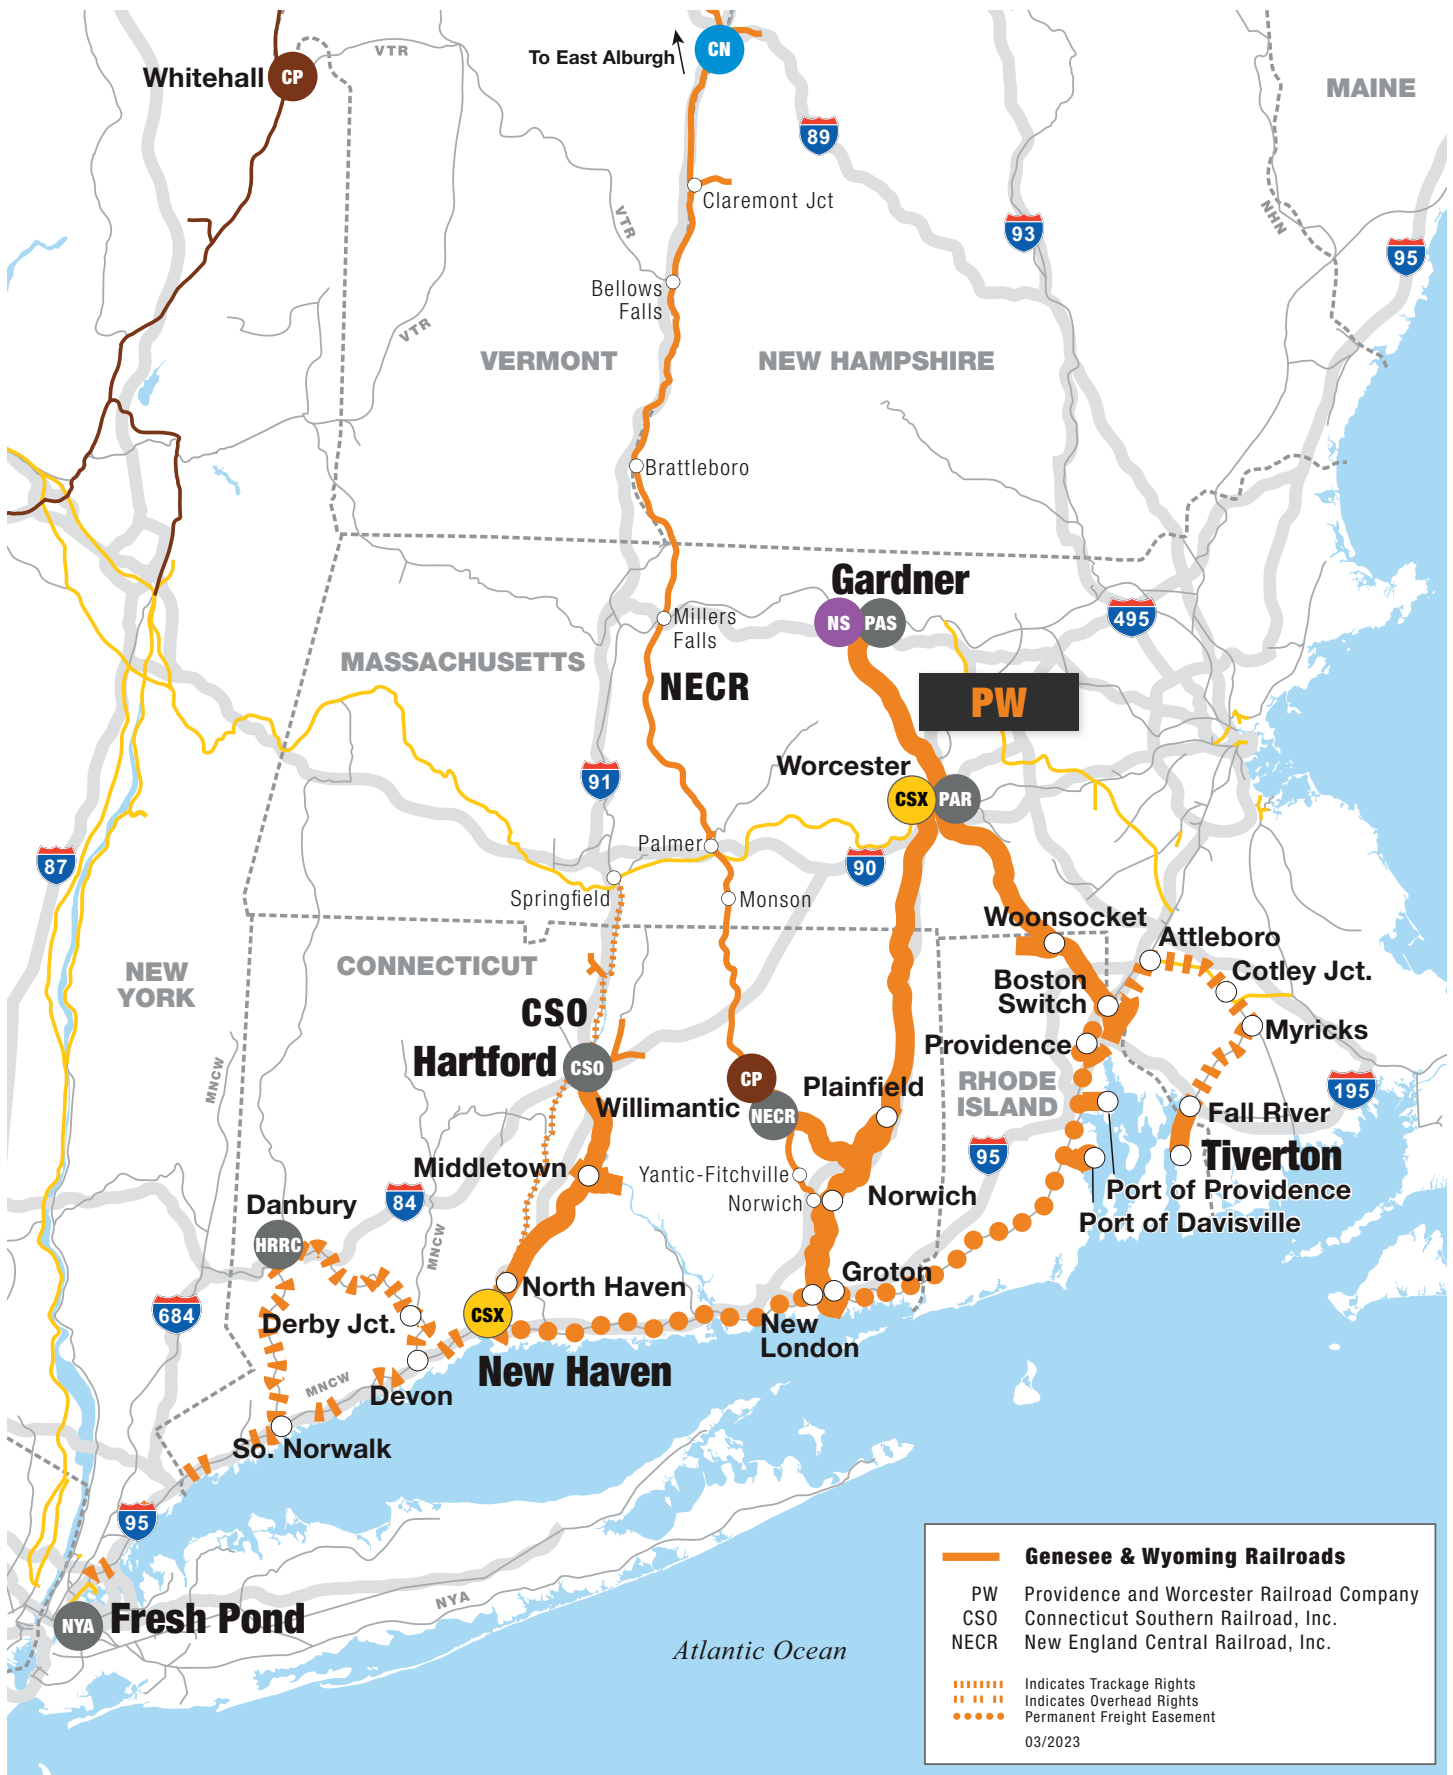 VTR
To East Alburgh
CN
Whitehall
CP
MAINE
89
Claremont Jct
VTR
NHN
93
95
Bellows
Falls
VTR
VERMONT
NEW HAMPSHIRE
Brattleboro
Gardner
NS
PAS
495
Millers
Falls
MASSACHUSETTS
NECR
PW
Worcester
91
CSX
PAR
Palmer
87
90
Springfield
Monson
Woonsocket
Attleboro
NEW
YORK
CONNECTICUT
Cotley Jct.
Boston
Switch
CSO
Myricks
Providence
Hartford
CSO
MNCW
CP
Plainfield
RHODE
ISLAND
195
Willimantic
NECR
Fall River
95
Tiverton
Middletown
Yantic-Fitchville
Norwich
Norwich
Port of Providence
Port of Davisville
Danbury
84
HRRC
MNCW
Groton
North Haven
684
Derby Jct.
CSX
New
London
New Haven
MNCW
Devon
So. Norwalk
95
NYA
Fresh Pond
NYA
Atlantic Ocean
Genesee & Wyoming Railroads
PW Providence and Worcester Railroad Company
CSO Connecticut Southern Railroad, Inc.
NECR New England Central Railroad, Inc.
Indicates Trackage Rights
Indicates Overhead Rights
Permanent Freight Easement
03/2023